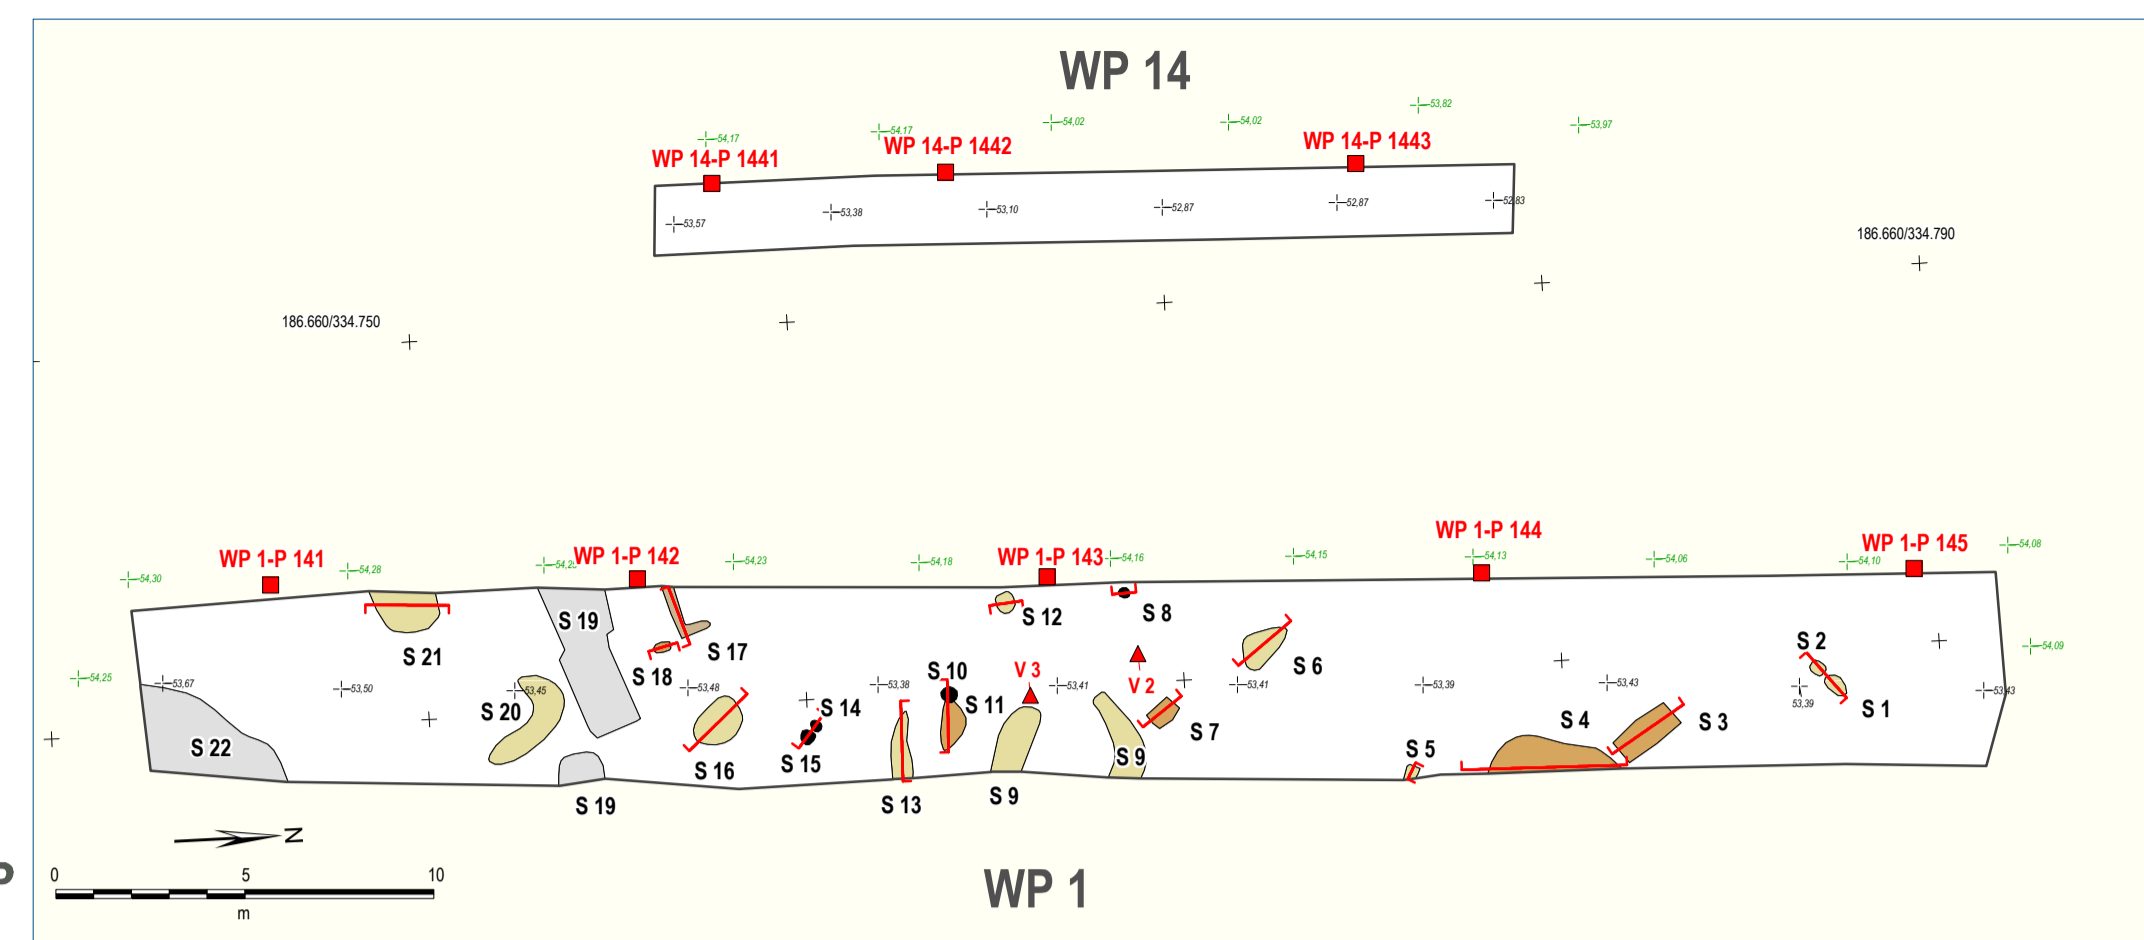 WP 14
53,82
54,17
54,17
54,02
54,02
53,97
WP 14-P 1441
WP 14-P 1442
WP 14-P 1443
53,57
53,38
53,10
52,87
52,87
52,83
186.660/334.790
186.660/334.750
WP 1-P 141
WP 1-P 142
WP 1-P 143
WP 1-P 144
WP 1-P 145
54,30
54,28
54,23
54,18
54,16
54,15
54,13
54,06
54,10
54,08
S 19
S 12
S 8
S 21
S 17
S 18
S 6
S 2
54,09
54,25
53,67
53,50
53,45
53,48
53,38
S 10
V 3
53,41
V 2
53,41
53,39
53,43
53,39
53,43
S 20
S 14
S 11
S 7
S 4
S 3
S 1
S 22
S 16
S 15
S 9
S 5
S 19
S 13
S 9
N
0 5 10
m
WP 1
P